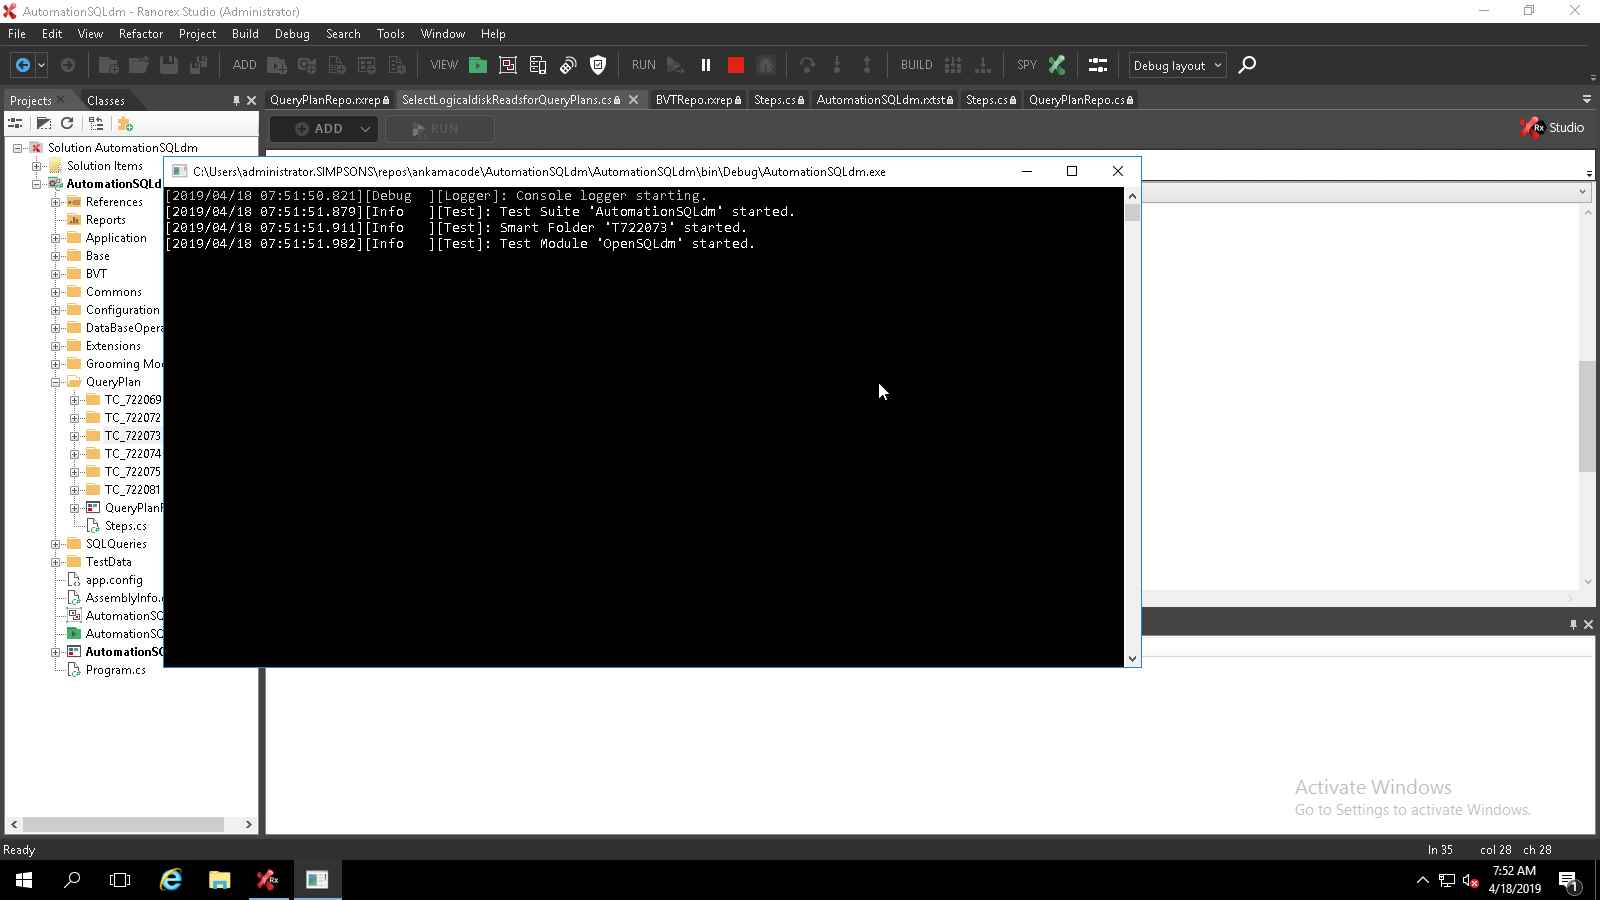 AutomationSQLdm - Ranorex Studio (Administrator)
File Edit View Refactor Project Build Debug Search Tools Window Help
ADD VIEW RUN BUILD SPY Debug layout
Projects Classes QueryPlanRepo.rxrep SelectLogicaldiskReadsforQueryPlans.cs BVTRepo.rxrep Steps.cs AutomationSQLdm.rxtst Steps.cs QueryPlanRepo.cs
ADD RUN Rx Studio
Solution AutomationSQLdm
Solution Items
AutomationSQLd
References
Reports
Application
Base
BVT
Commons
Configuration
DataBaseOpera
Extensions
Grooming Mo
QueryPlan
TC_722069
TC_722072
TC_722073
TC_722074
TC_722075
TC_722081
QueryPlanF
Steps.cs
SQLQueries
TestData
app.config
AssemblyInfo.
AutomationSQ
AutomationSQ
AutomationSQ
Program.cs
C:\Users\administrator.SIMPSONS\repos\ankamacode\AutomationSQLdm\AutomationSQLdm\bin\Debug\AutomationSQLdm.exe
[2019/04/18 07:51:50.821][Debug  ][Logger]: Console logger starting.
[2019/04/18 07:51:51.879][Info   ][Test]: Test Suite 'AutomationSQLdm' started.
[2019/04/18 07:51:51.911][Info   ][Test]: Smart Folder 'T722073' started.
[2019/04/18 07:51:51.982][Info   ][Test]: Test Module 'OpenSQLdm' started.
Activate Windows
Go to Settings to activate Windows.
Ready ln 35 col 28 ch 28
7:52 AM
4/18/2019
1